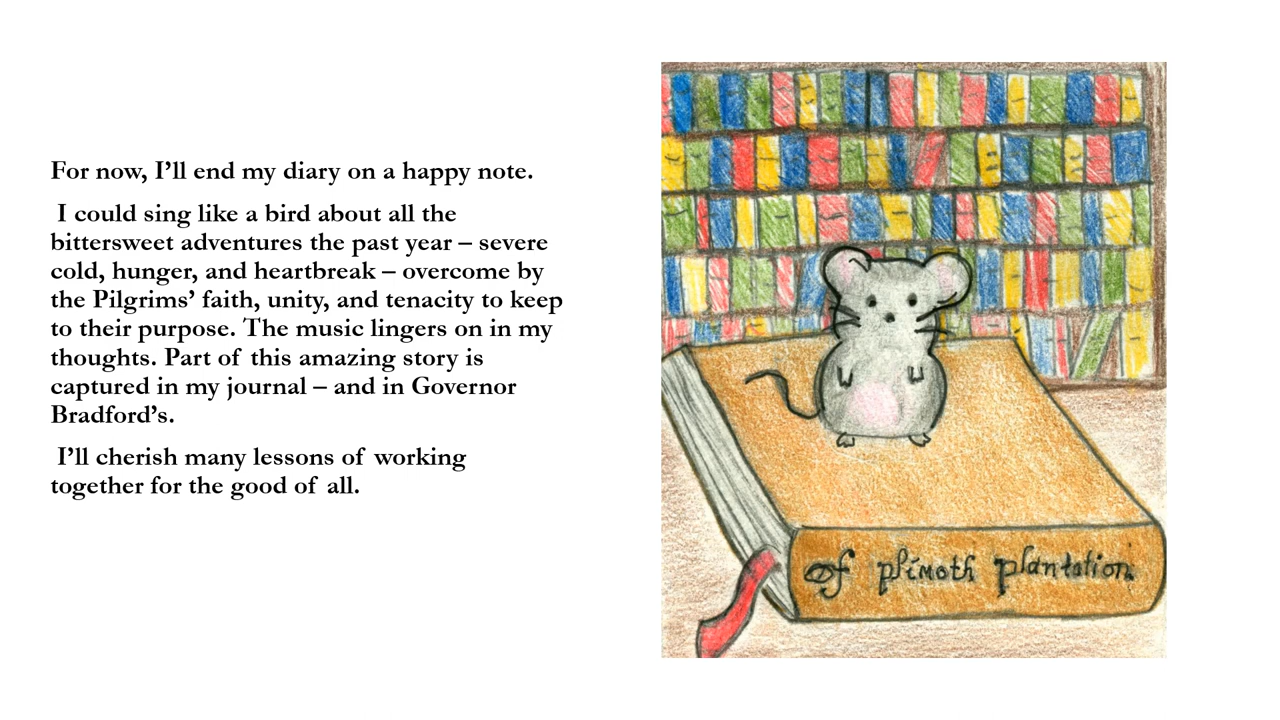 For now, I’ll end my diary on a happy note.
I could sing like a bird about all the
bittersweet adventures the past year – severe
cold, hunger, and heartbreak – overcome by
the Pilgrims’ faith, unity, and tenacity to keep
to their purpose. The music lingers on in my
thoughts. Part of this amazing story is
captured in my journal – and in Governor
Bradford’s.
I’ll cherish many lessons of working
together for the good of all.
Of plimoth plantation